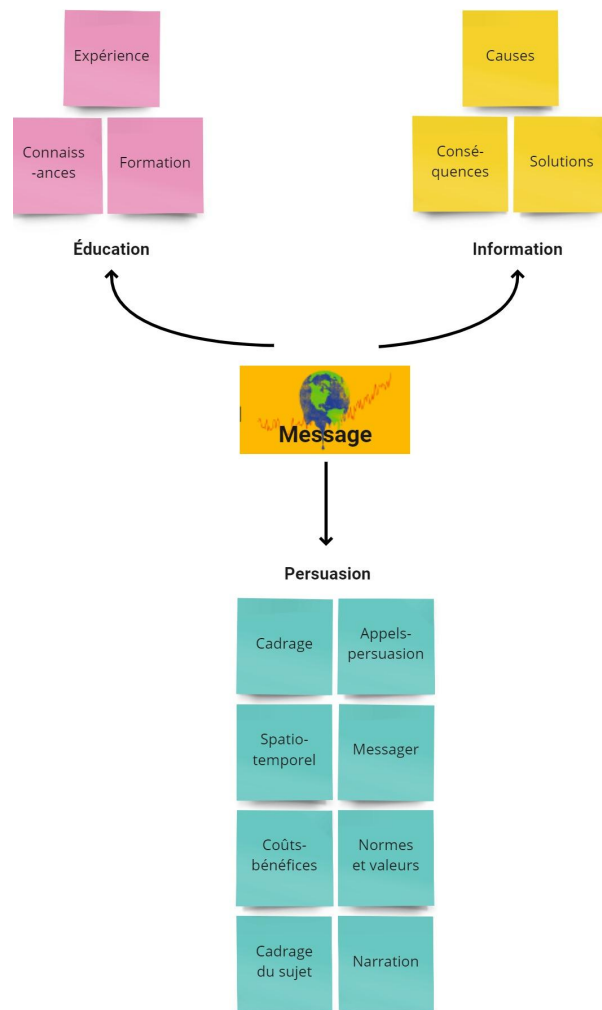 Expérience
Connaiss
-ances
Formation
Éducation
Causes
Consé-
quences
Solutions
Information
Message
Persuasion
Cadrage
Appels-
persuasion
Spatio-
temporel
Messager
Coûts-
bénéfices
Normes
et valeurs
Cadrage
du sujet
Narration